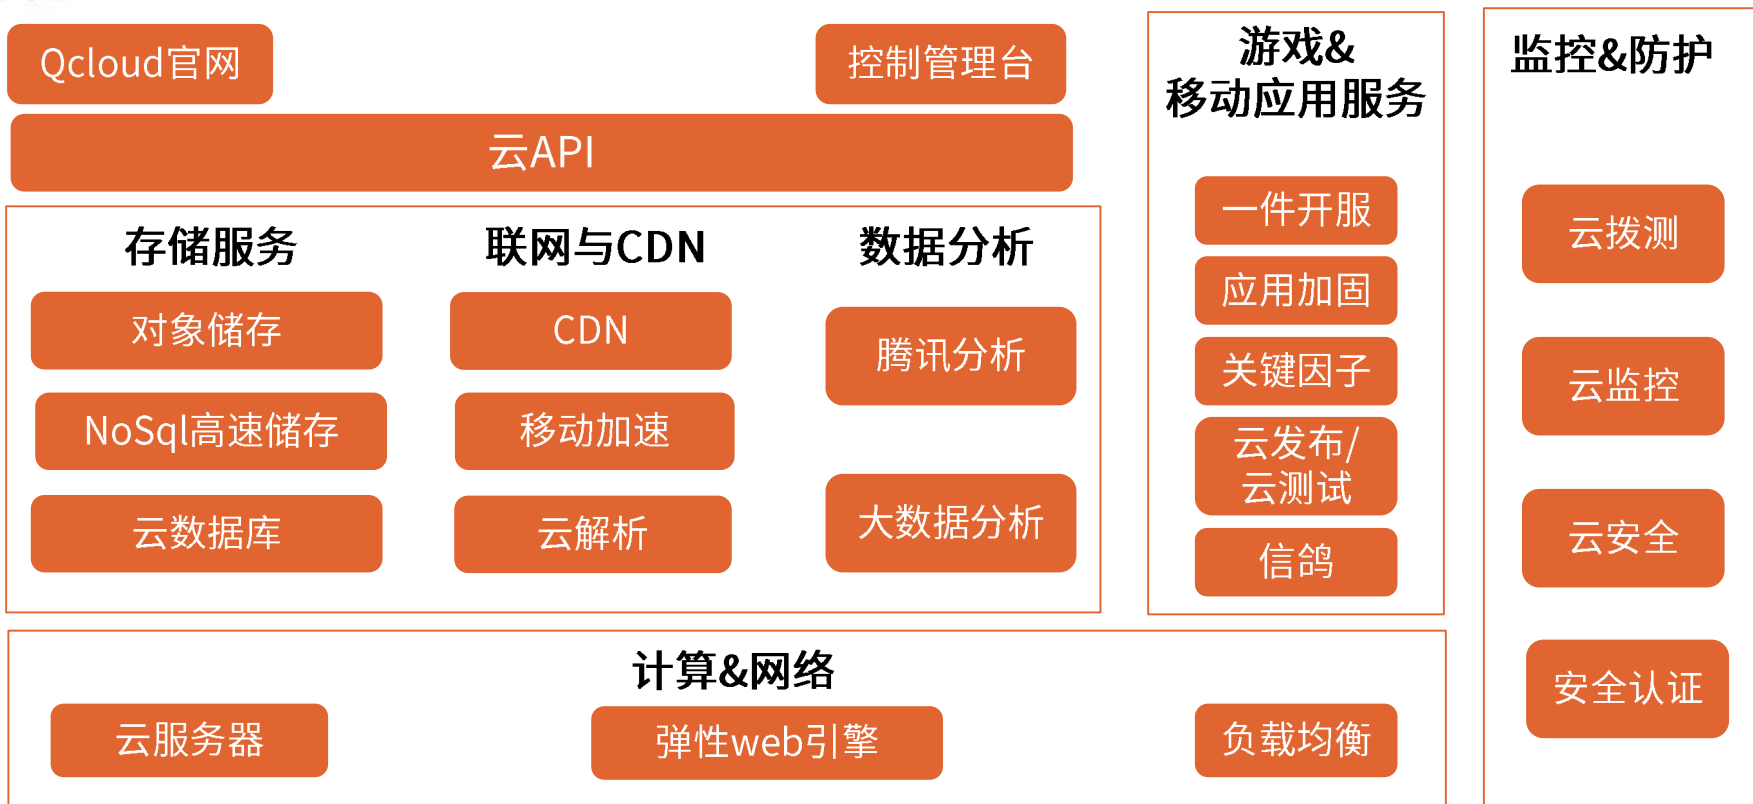 Qcloud官网
控制管理台
云API
存储服务
对象储存
NoSql高速储存
云数据库
联网与CDN
CDN
移动加速
云解析
数据分析
腾讯分析
大数据分析
游戏&
移动应用服务
一件开服
应用加固
关键因子
云发布/
云测试
信鸽
监控&防护
云拨测
云监控
云安全
安全认证
计算&网络
云服务器
弹性web引擎
负载均衡